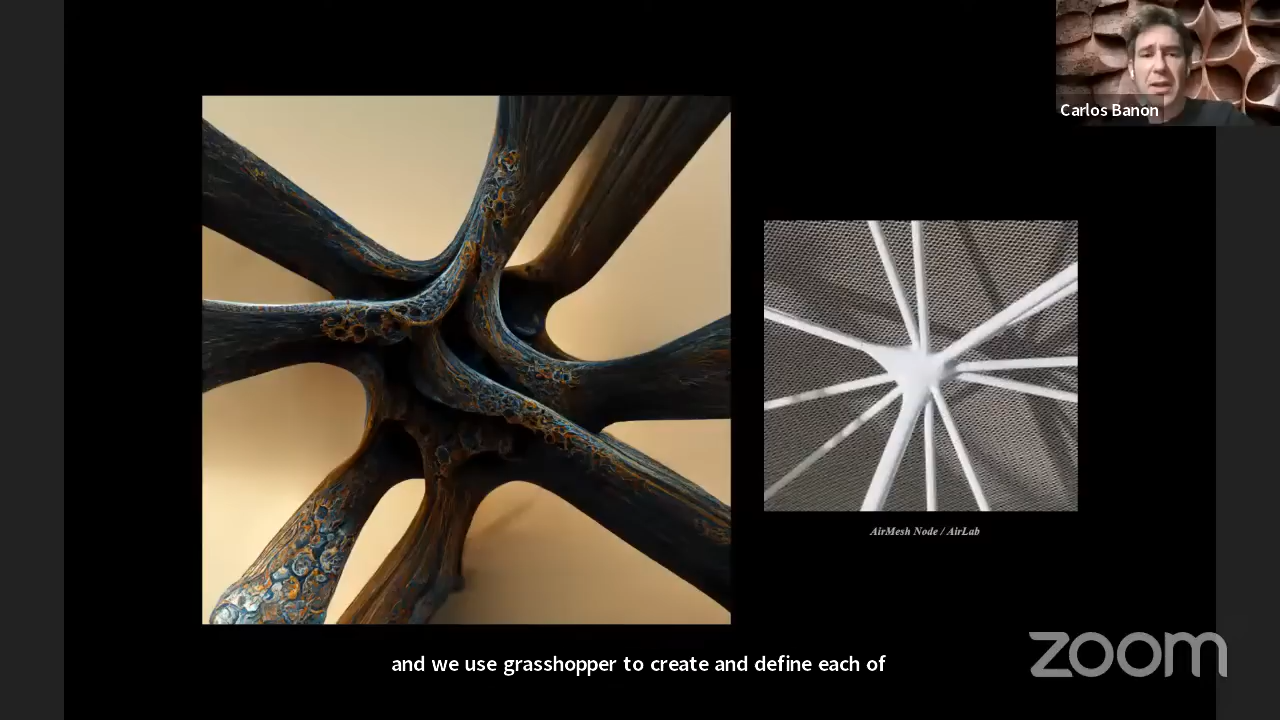 Carlos Banon
AirMesh Node / AirLab
and we use grasshopper to create and define each of
zoom